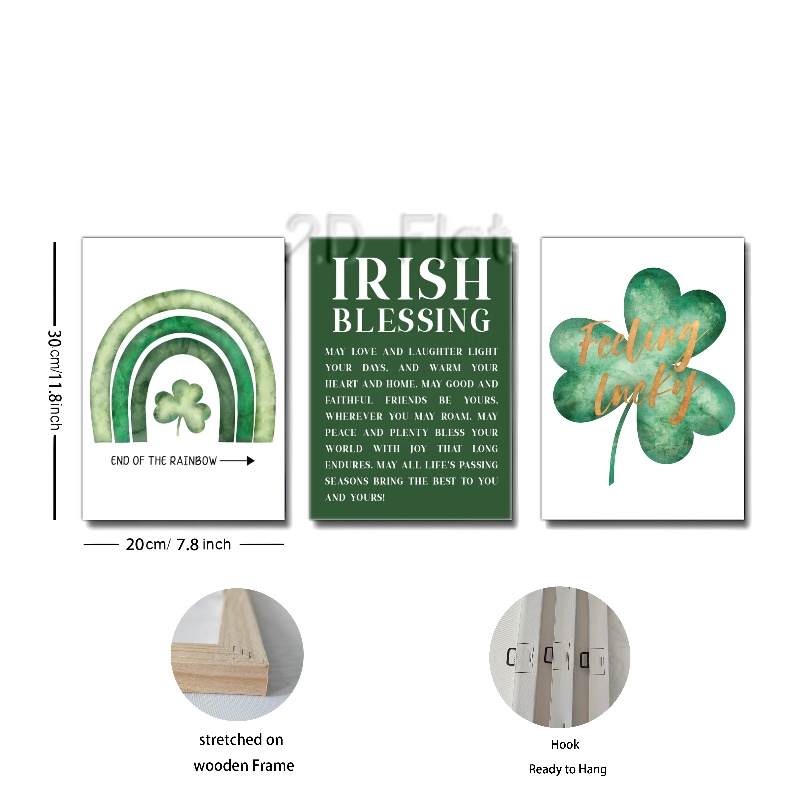 2D Flat
IRISH
BLESSING
MAY LOVE AND LAUGHTER LIGHT
YOUR DAYS, AND WARM YOUR
HEART AND HOME. MAY GOOD AND
FAITHFUL FRIENDS BE YOURS,
WHEREVER YOU MAY ROAM. MAY
PEACE AND PLENTY BLESS YOUR
WORLD WITH JOY THAT LONG
ENDURES. MAY ALL LIFE'S PASSING
SEASONS BRING THE BEST TO YOU
AND YOURS!
Feeling
lucky
END OF THE RAINBOW
30cm/11.8inch
20cm/ 7.8 inch
stretched on
wooden Frame
Hook
Ready to Hang